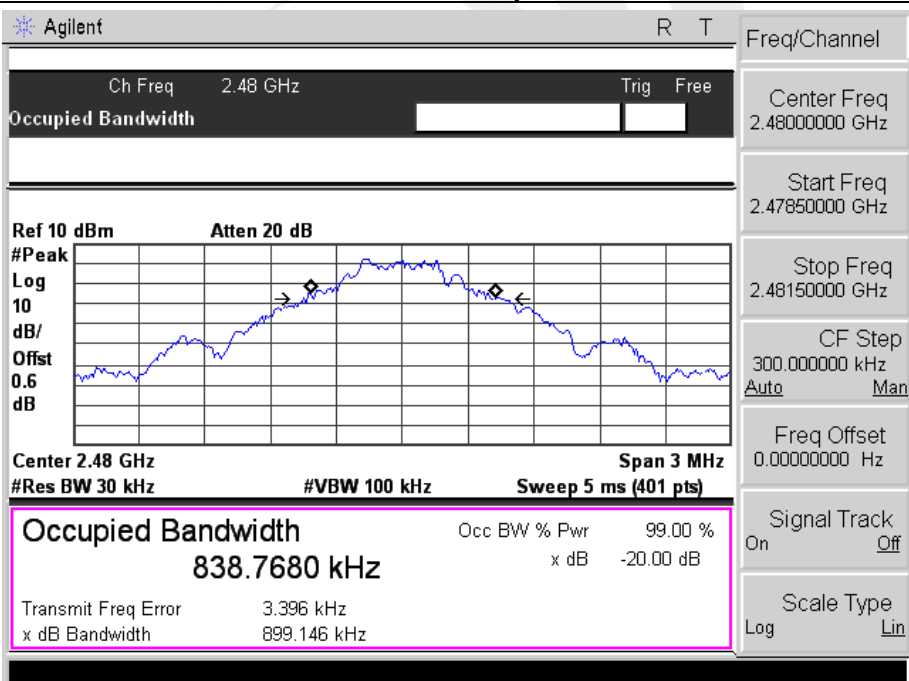 Agilent R T
Ch Freq 2.48 GHz Trig Free
Occupied Bandwidth
Ref 10 dBm Atten 20 dB
#Peak
Log
10
dB/
Offst
0.6
dB
Center 2.48 GHz Span 3 MHz
#Res BW 30 kHz #VBW 100 kHz Sweep 5 ms (401 pts)
Occupied Bandwidth
838.7680 kHz
Occ BW % Pwr 99.00 %
x dB -20.00 dB
Transmit Freq Error 3.396 kHz
x dB Bandwidth 899.146 kHz
Freq/Channel
Center Freq
2.48000000 GHz
Start Freq
2.47850000 GHz
Stop Freq
2.48150000 GHz
CF Step
300.000000 kHz
Auto Man
Freq Offset
0.00000000 Hz
Signal Track
On Off
Scale Type
Log Lin